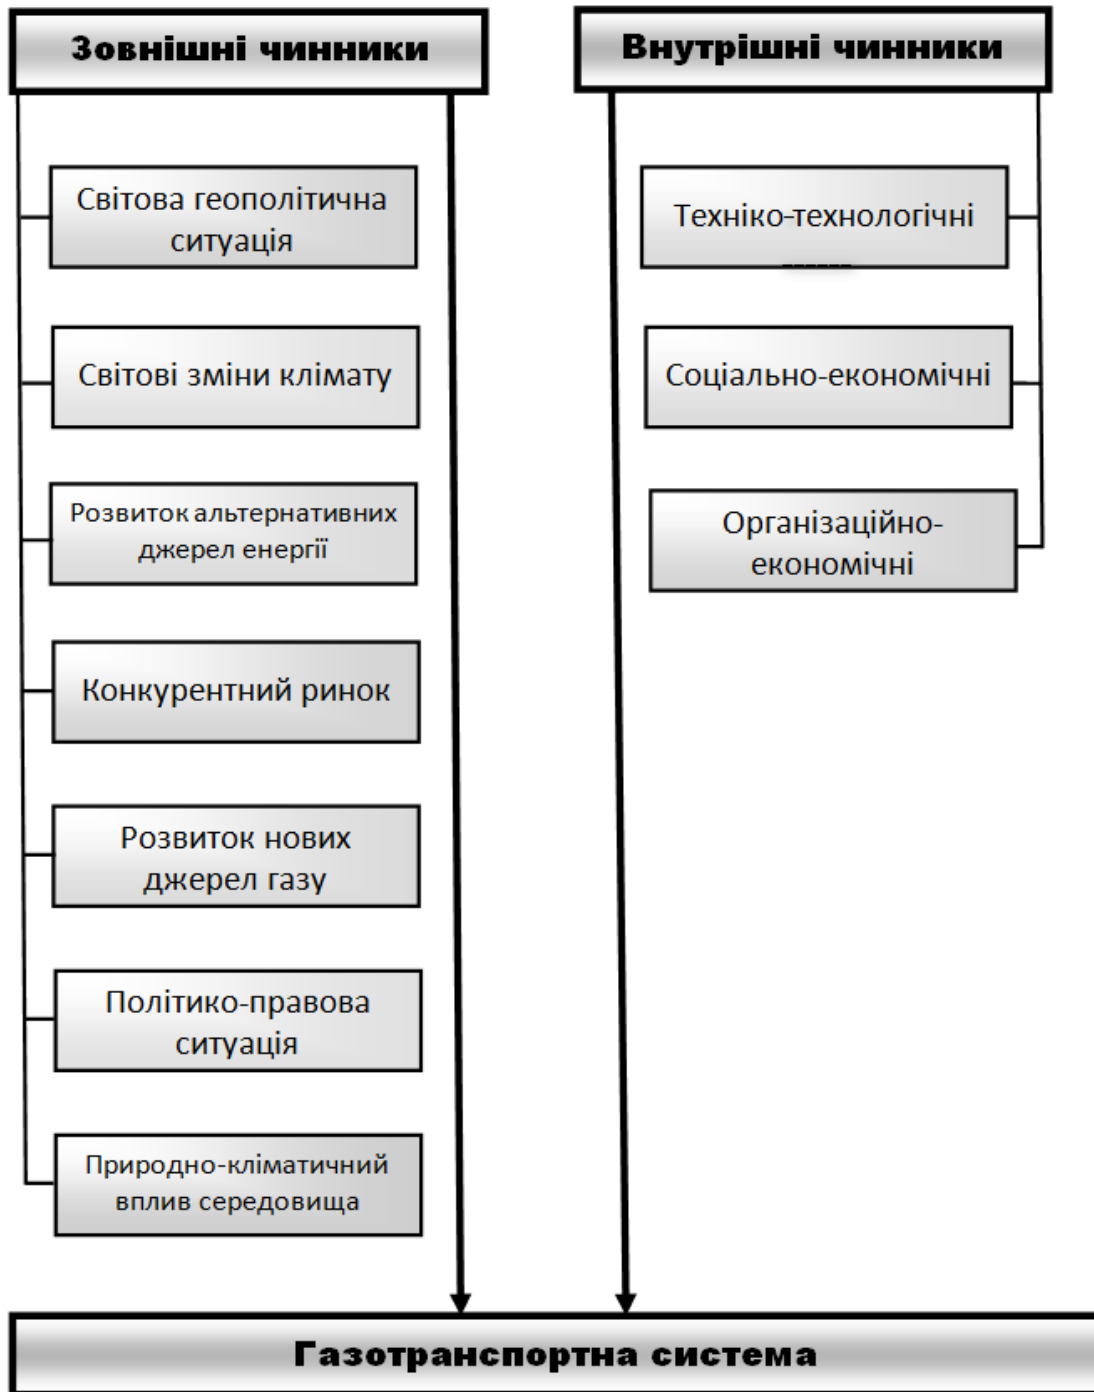 Зовнішні чинники
Світова геополітична
ситуація
Світові зміни клімату
Розвиток альтернативних
джерел енергії
Конкурентний ринок
Розвиток нових
джерел газу
Політико-правова
ситуація
Природно-кліматичний
вплив середовища
Внутрішні чинники
Техніко-технологічні
Соціально-економічні
Організаційно-
економічні
Газотранспортна система